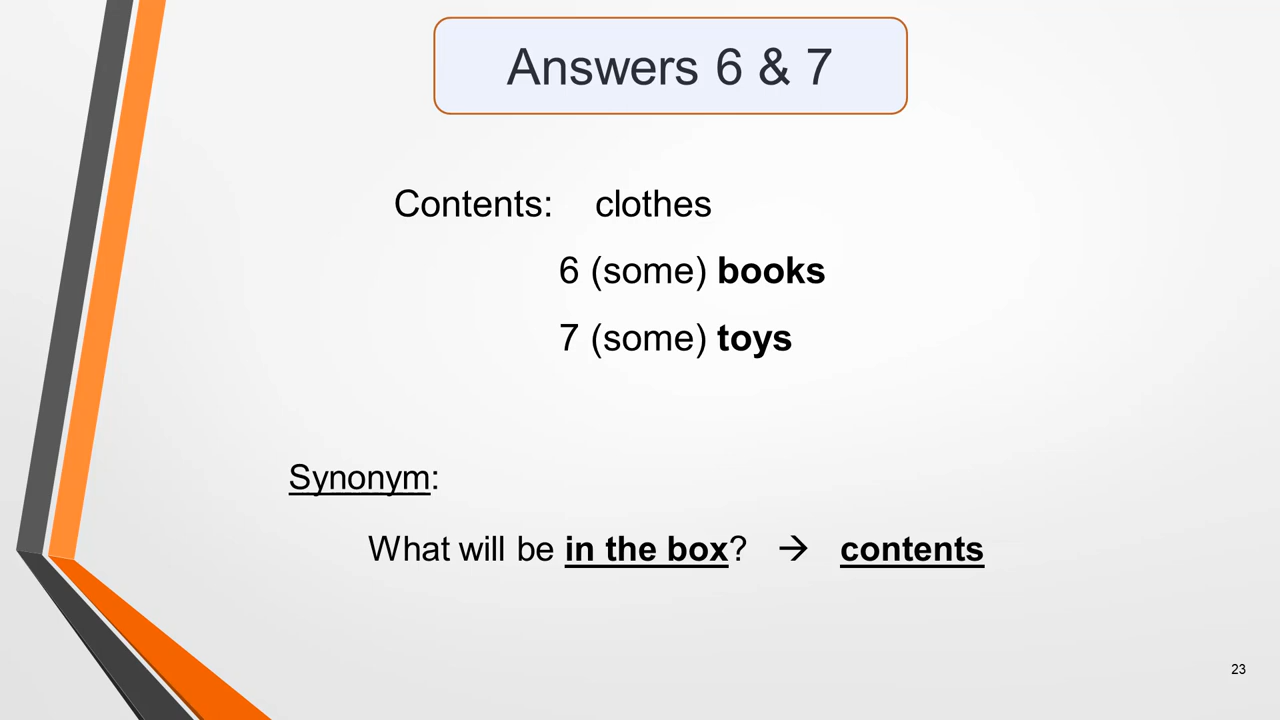 Answers 6 & 7
Contents: clothes
6 (some) books
7 (some) toys
Synonym:
What will be in the box? → contents
23